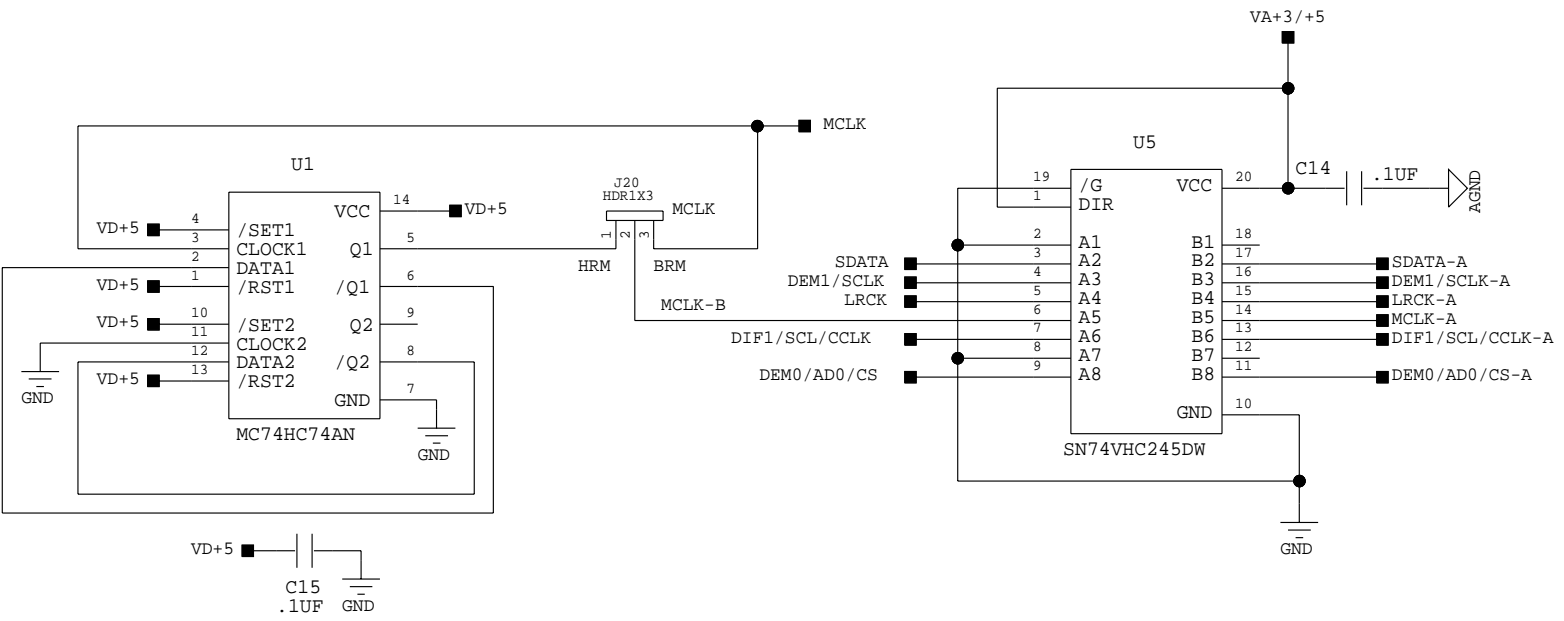 VA+3/+5
MCLK
U1
U5
J20
HDR1X3
MCLK
1
2
3
HRM
BRM
MCLK-B
VD+5
4
/SET1
3
CLOCK1
2
DATA1
VD+5
1
/RST1
VD+5
10
/SET2
11
CLOCK2
12
DATA2
VD+5
13
/RST2
GND
VCC
14
VD+5
Q1
5
/Q1
6
Q2
9
/Q2
8
GND
7
GND
MC74HC74AN
VD+5
C15
.1UF
GND
19
/G
1
DIR
2
A1
SDATA
3
A2
DEM1/SCLK
4
A3
LRCK
5
A4
6
A5
DIF1/SCL/CCLK
7
A6
8
A7
DEM0/AD0/CS
9
A8
VCC
20
C14
.1UF
AGND
B1
18
B2
17
SDATA-A
B3
16
DEM1/SCLK-A
B4
15
LRCK-A
B5
14
MCLK-A
B6
13
DIF1/SCL/CCLK-A
B7
12
B8
11
DEM0/AD0/CS-A
GND
10
SN74VHC245DW
GND